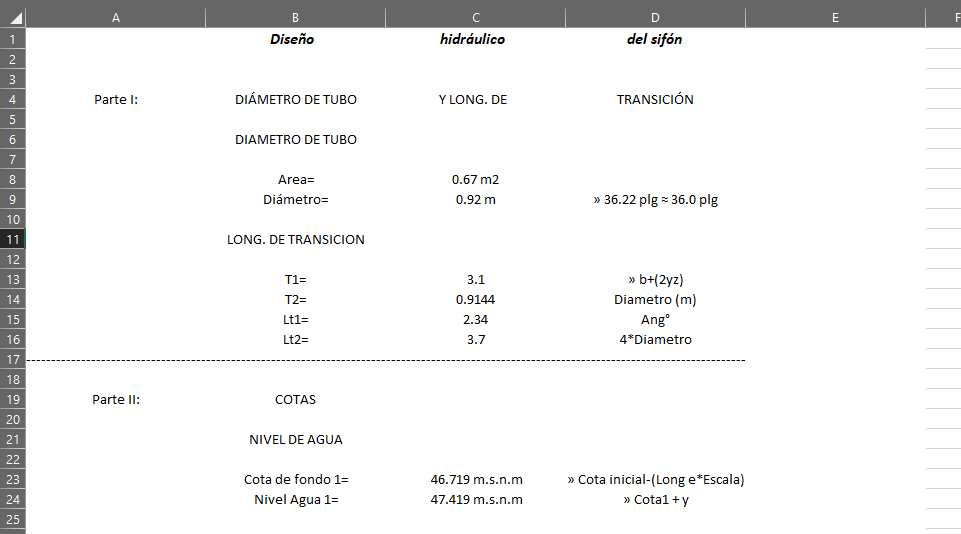 A B C D E F
1 Diseño hidráulico del sifón
2
3
4 Parte I: DIÁMETRO DE TUBO Y LONG. DE TRANSICIÓN
5
6 DIAMETRO DE TUBO
7
8 Area= 0.67 m2
9 Diámetro= 0.92 m » 36.22 plg ≈ 36.0 plg
10
11 LONG. DE TRANSICION
12
13 T1= 3.1 » b+(2yz)
14 T2= 0.9144 Diametro (m)
15 Lt1= 2.34 Ang°
16 Lt2= 3.7 4*Diametro
17 ----------------------------------------------------------------------------------------------------
18
19 Parte II: COTAS
20
21 NIVEL DE AGUA
22
23 Cota de fondo 1= 46.719 m.s.n.m » Cota inicial-(Long e*Escala)
24 Nivel Agua 1= 47.419 m.s.n.m » Cota1 + y
25